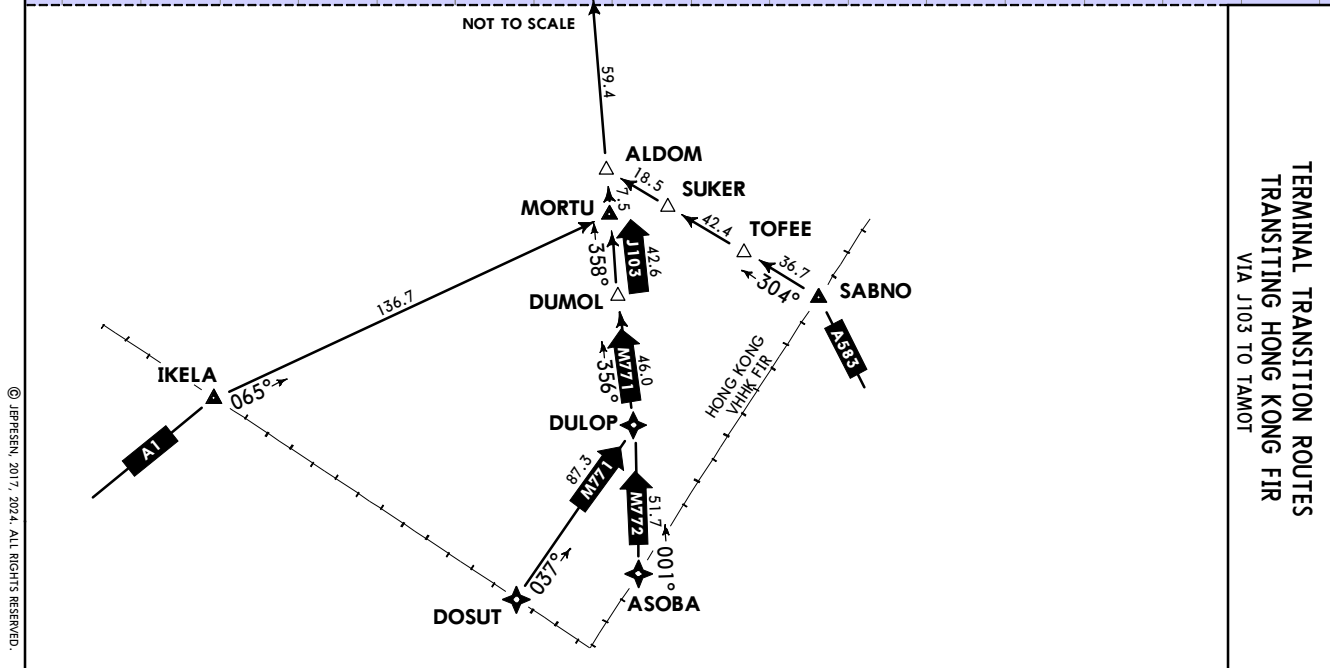 NOT TO SCALE
59.4
ALDOM
18.5
SUKER
7.5
MORTU
42.4
TOFEE
36.7
304°
SABNO
A583
J103
42.6
358°
136.7
DUMOL
M771
46.0
356°
HONG KONG
VHHK FIR
IKELA
065°
A1
DULOP
87.3
M771
M772
51.7
037°
001°
DOSUT
ASOBA
TERMINAL TRANSITION ROUTES
TRANSITING HONG KONG FIR
VIA J103 TO TAMOT
© JEPPESEN, 2017, 2024. ALL RIGHTS RESERVED.